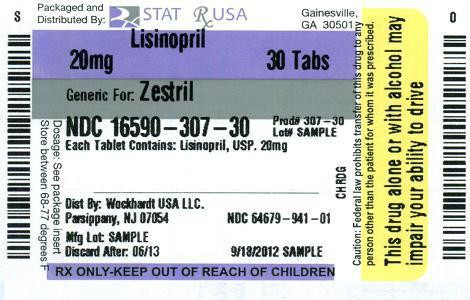 Packaged and
Distributed By:
STAT Rx USA
Gainesville,
GA 30501
S
O
Lisinopril
20mg
30 Tabs
Generic For: Zestril
NDC 16590-307-30
Prod# 307-30
Lot# SAMPLE
Each Tablet Contains: Lisinopril, USP. 20mg
Dosage: See package insert
Store between 68-77 degrees F
CHRDG
Dist By: Wockhardt USA LLC.
Parsippany, NJ 07054
NDC 64679-941-01
Mfg Lot: SAMPLE
Discard After: 06/13
9/18/2012 SAMPLE
RX ONLY-KEEP OUT OF REACH OF CHILDREN
Caution: Federal law prohibits transfer of this drug to any
person other than the patient for whom it was prescribed.
This drug alone or with alcohol may
impair your ability to drive